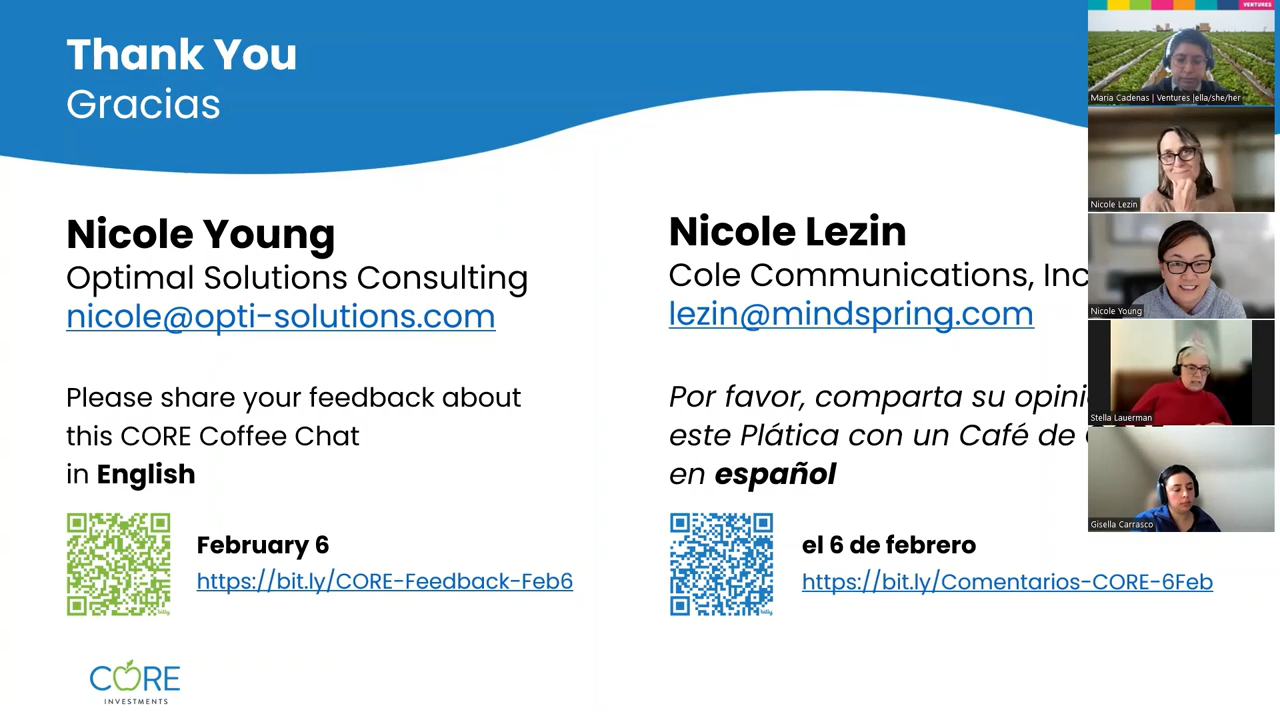 Thank You
Gracias
Nicole Young
Optimal Solutions Consulting
nicole@opti-solutions.com
Please share your feedback about
this CORE Coffee Chat
in English
February 6
https://bit.ly/CORE-Feedback-Feb6
bitly
CORE
INVESTMENTS
Nicole Lezin
Cole Communications, Inc
lezin@mindspring.com
Por favor, comparta su
este Plática con un Café de
en español
el 6 de febrero
https://bit.ly/Comentarios-CORE-6Feb
bitly
VENTURES
Maria Cadenas | Ventures |ella/she/her
Nicole Lezin
Nicole Young
Stella Lauerman
Gisella Carrasco